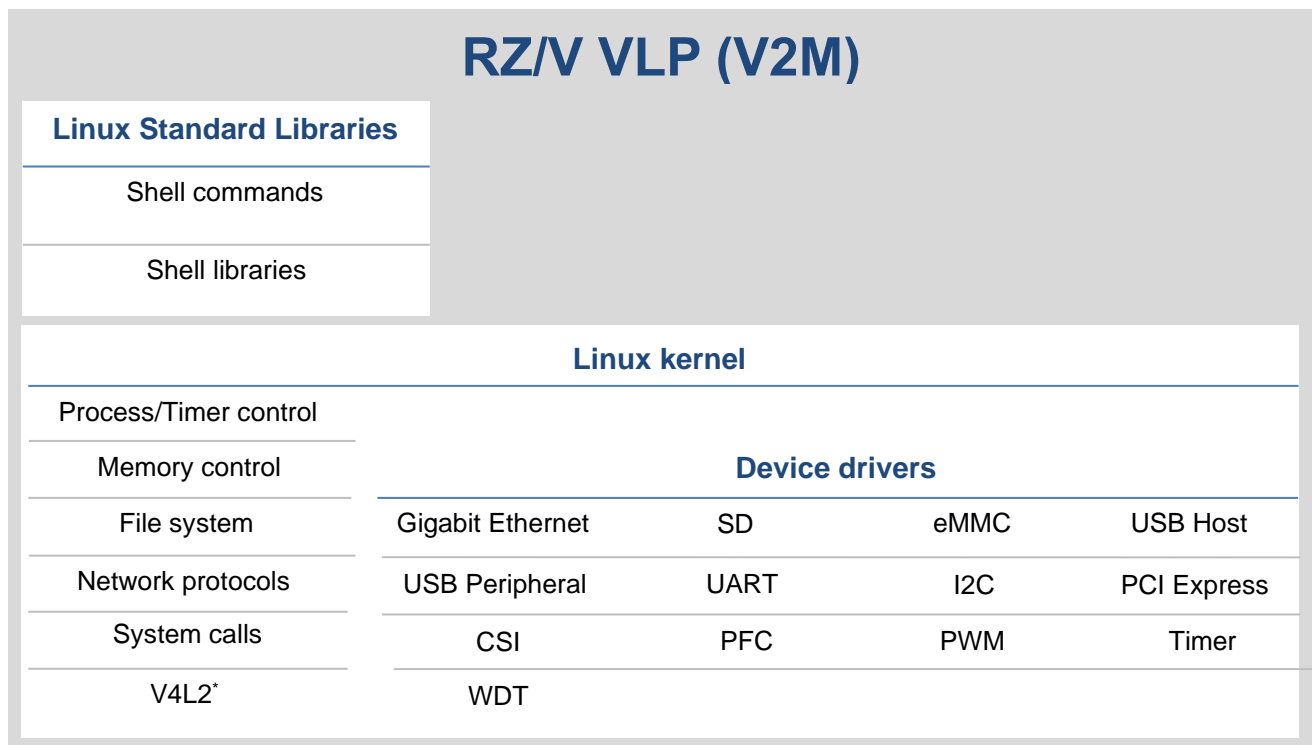 RZ/V VLP (V2M)
Linux Standard Libraries
Shell commands
Shell libraries
Linux kernel
Process/Timer control
Memory control
File system
Network protocols
System calls
V4L2*
Device drivers
Gigabit Ethernet SD eMMC USB Host
USB Peripheral UART I2C PCI Express
CSI PFC PWM Timer
WDT